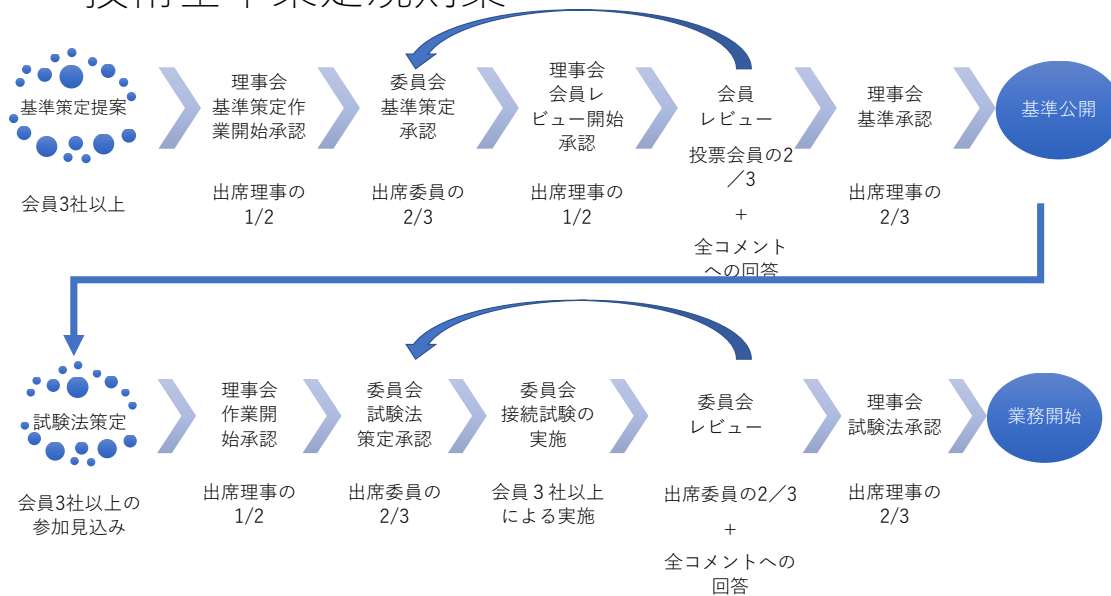 技術基準策定規則案
基準策定提案
理事会
基準策定作
業開始承認
委員会
基準策定
承認
理事会
会員レ
ビュー開始
承認
会員
レビュー
理事会
基準承認
基準公開
会員3社以上
出席理事の
1/2
出席委員の
2/3
出席理事の
1/2
投票会員の2
／3
+
全コメント
への回答
出席理事の
2/3
試験法策定
理事会
作業開
始承認
委員会
試験法
策定承認
委員会
接続試験の
実施
委員会
レビュー
理事会
試験法承認
業務開始
会員3社以上の
参加見込み
出席理事の
1/2
出席委員の
2/3
会員３社以上
による実施
出席委員の2／3
+
全コメントへの
回答
出席理事の
2/3